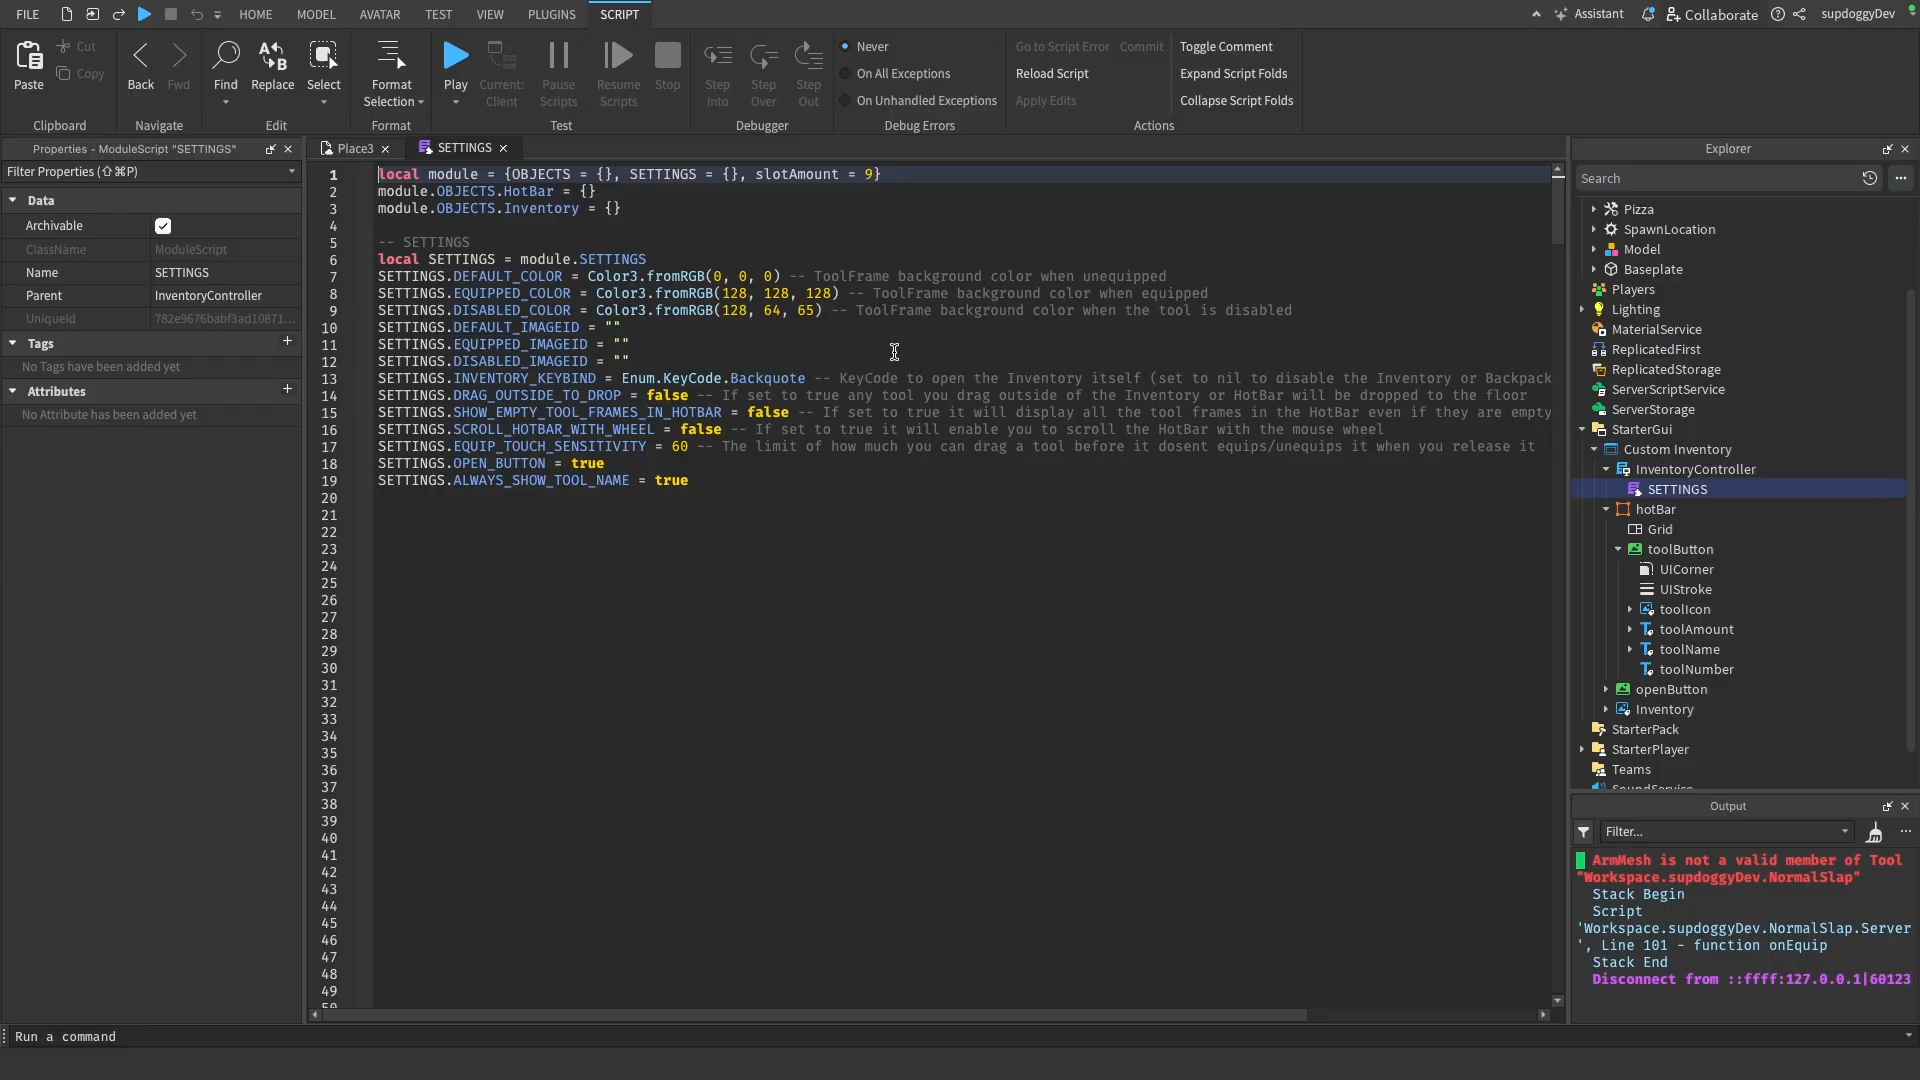 FILE HOME MODEL AVATAR TEST VIEW PLUGINS SCRIPT Assistant Collaborate supdoggyDev
Paste Cut Copy Back Fwd Find Replace Select Format Selection Play Current: Client Pause Scripts Resume Scripts Stop Step Into Step Over Step Out
Never Go to Script Error Commit Toggle Comment
On All Exceptions Reload Script Expand Script Folds
On Unhandled Exceptions Apply Edits Collapse Script Folds
Clipboard Navigate Edit Format Test Debugger Debug Errors Actions
Properties - ModuleScript "SETTINGS"
Filter Properties (⇧⌘P)
Data
Archivable
ClassName ModuleScript
Name SETTINGS
Parent InventoryController
UniqueId 782e9676babf3ad10871...
Tags
No Tags have been added yet
Attributes
No Attribute has been added yet
Place3 SETTINGS
1 local module = {OBJECTS = {}, SETTINGS = {}, slotAmount = 9}
2 module.OBJECTS.HotBar = {}
3 module.OBJECTS.Inventory = {}
4
5 -- SETTINGS
6 local SETTINGS = module.SETTINGS
7 SETTINGS.DEFAULT_COLOR = Color3.fromRGB(0, 0, 0) -- ToolFrame background color when unequipped
8 SETTINGS.EQUIPPED_COLOR = Color3.fromRGB(128, 128, 128) -- ToolFrame background color when equipped
9 SETTINGS.DISABLED_COLOR = Color3.fromRGB(128, 64, 65) -- ToolFrame background color when the tool is disabled
10 SETTINGS.DEFAULT_IMAGEID = ""
11 SETTINGS.EQUIPPED_IMAGEID = ""
12 SETTINGS.DISABLED_IMAGEID = ""
13 SETTINGS.INVENTORY_KEYBIND = Enum.KeyCode.Backquote -- KeyCode to open the Inventory itself (set to nil to disable the Inventory or Backpack
14 SETTINGS.DRAG_OUTSIDE_TO_DROP = false -- If set to true any tool you drag outside of the Inventory or HotBar will be dropped to the floor
15 SETTINGS.SHOW_EMPTY_TOOL_FRAMES_IN_HOTBAR = false -- If set to true it will display all the tool frames in the HotBar even if they are empty
16 SETTINGS.SCROLL_HOTBAR_WITH_WHEEL = false -- If set to true it will enable you to scroll the HotBar with the mouse wheel
17 SETTINGS.EQUIP_TOUCH_SENSITIVITY = 60 -- The limit of how much you can drag a tool before it dosent equips/unequips it when you release it
18 SETTINGS.OPEN_BUTTON = true
19 SETTINGS.ALWAYS_SHOW_TOOL_NAME = true
20
21
22
23
24
25
26
27
28
29
30
31
32
33
34
35
36
37
38
39
40
41
42
43
44
45
46
47
48
49
50
Explorer
Search
Pizza
SpawnLocation
Model
Baseplate
Players
Lighting
MaterialService
ReplicatedFirst
ReplicatedStorage
ServerScriptService
ServerStorage
StarterGui
Custom Inventory
InventoryController
SETTINGS
hotBar
Grid
toolButton
UICorner
UIStroke
toolIcon
toolAmount
toolName
toolNumber
openButton
Inventory
StarterPack
StarterPlayer
Teams
SoundService
Output
Filter...
ArmMesh is not a valid member of Tool
"Workspace.supdoggyDev.NormalSlap"
Stack Begin
Script
'Workspace.supdoggyDev.NormalSlap.Server
', Line 101 - function onEquip
Stack End
Disconnect from ::ffff:127.0.0.1|60123
Run a command